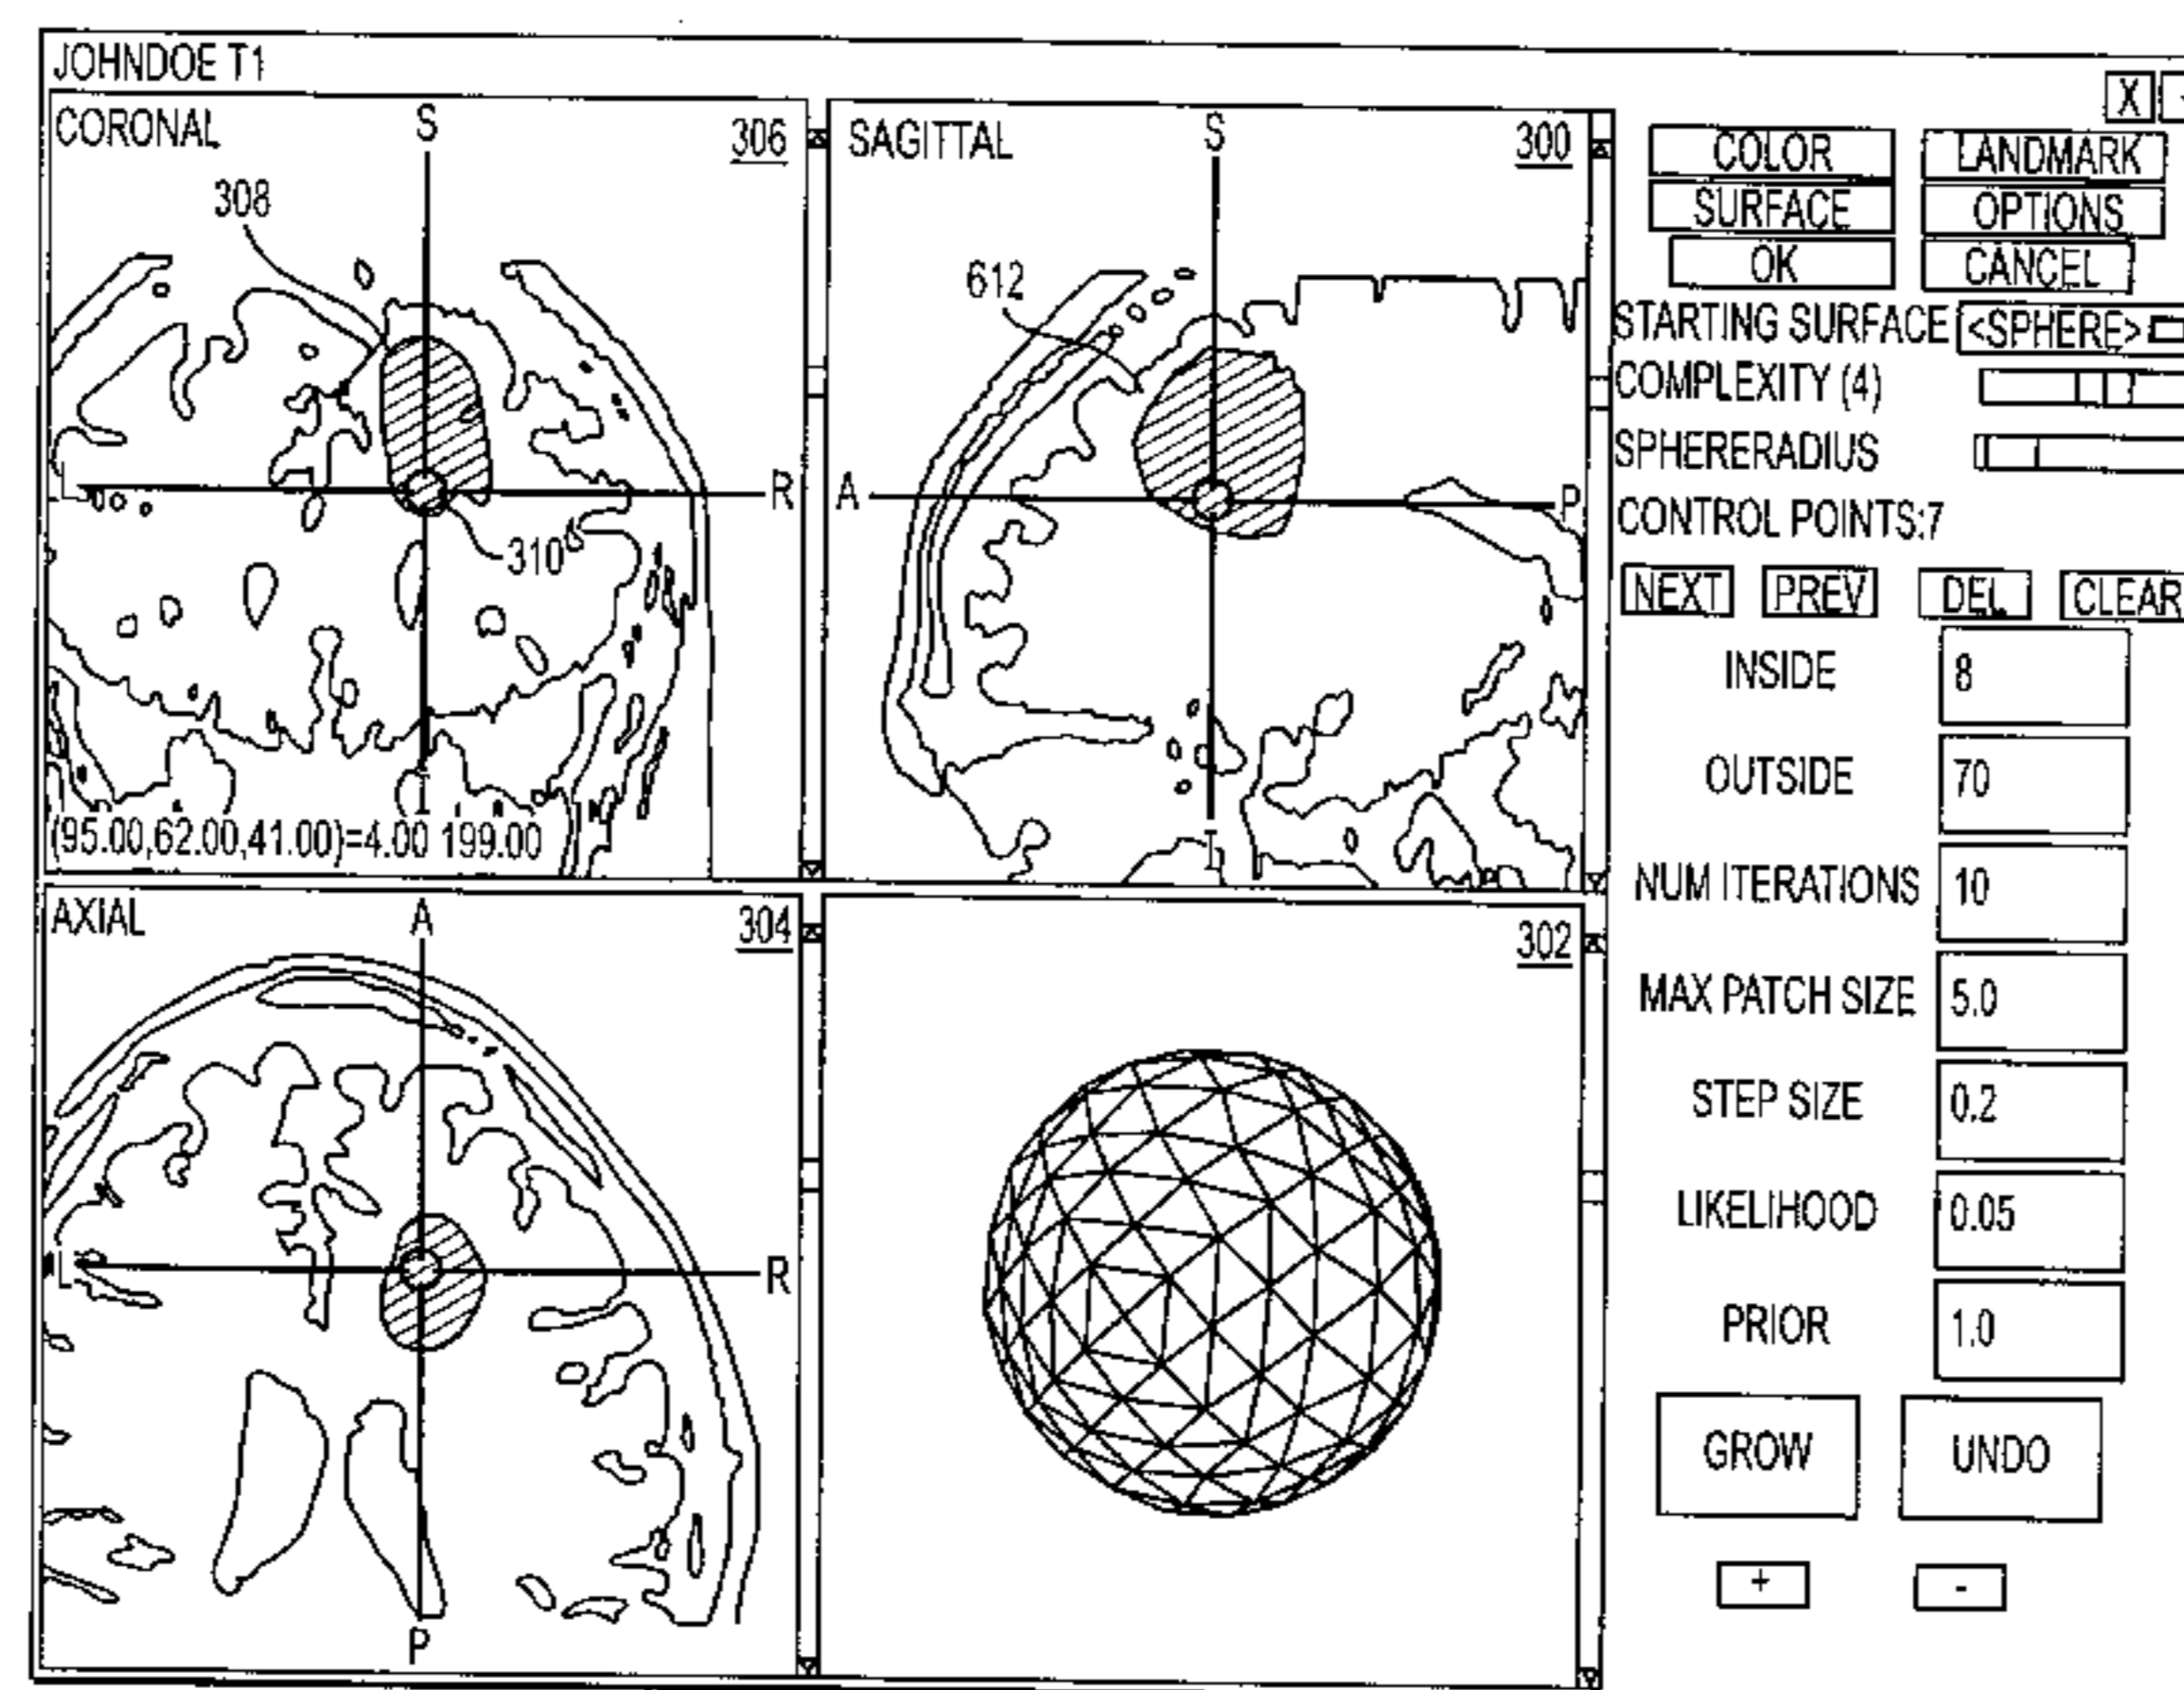 JOHNDOE T1
X
CORONAL
S
306
308
L
R
310
I
(95.00,62.00,41.00)=4.00 199.00
SAGITTAL
S
300
612
A
P
I
AXIAL
A
304
L
R
P
302
COLOR LANDMARK
SURFACE OPTIONS
OK CANCEL
STARTING SURFACE <SPHERE>
COMPLEXITY (4)
SPHERERADIUS
CONTROL POINTS:7
NEXT PREV DEL CLEAR
INSIDE 8
OUTSIDE 70
NUM ITERATIONS 10
MAX PATCH SIZE 5.0
STEP SIZE 0.2
LIKELIHOOD 0.05
PRIOR 1.0
GROW UNDO
+ -